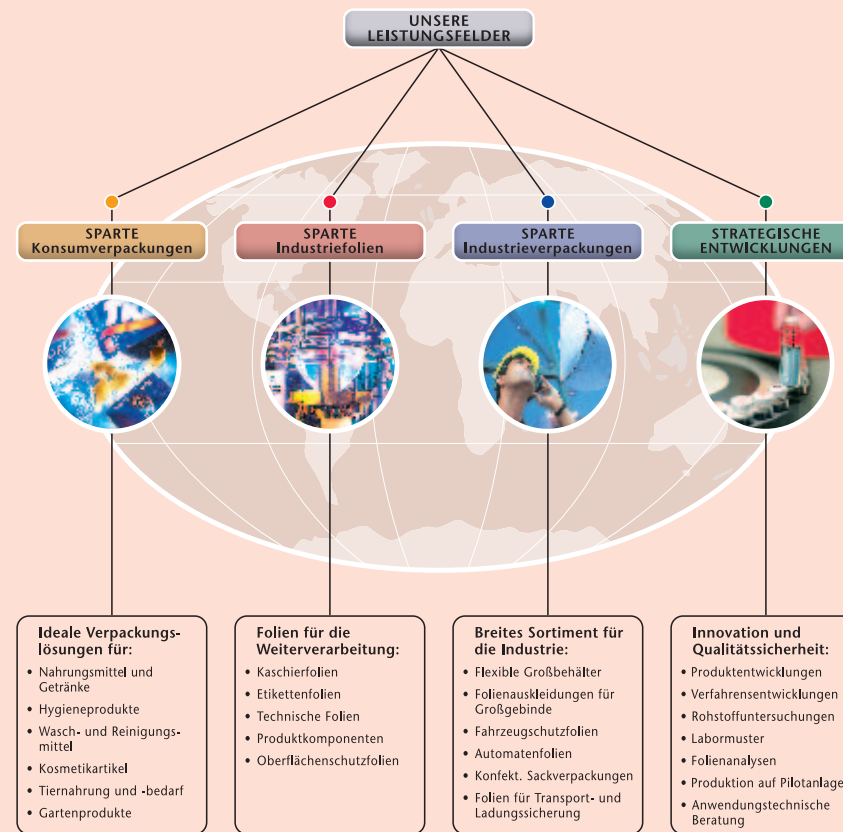 UNSERE
LEISTUNGSFELDER
SPARTE
Konsumverpackungen
SPARTE
Industriefolien
SPARTE
Industrieverpackungen
STRATEGISCHE
ENTWICKLUNGEN
Ideale Verpackungs-
lösungen für:
• Nahrungsmittel und
Getränke
• Hygieneprodukte
• Wasch- und Reinigungs-
mittel
• Kosmetikartikel
• Tiernahrung und -bedarf
• Gartenprodukte
Folien für die
Weiterverarbeitung:
• Kaschierfolien
• Etikettenfolien
• Technische Folien
• Produktkomponenten
• Oberflächenschutzfolien
Breites Sortiment für
die Industrie:
• Flexible Großbehälter
• Folienauskleidungen für
Großgebinde
• Fahrzeugschutzfolien
• Automatenfolien
• Konfekt. Sackverpackungen
• Folien für Transport- und
Ladungssicherung
Innovation und
Qualitätssicherheit:
• Produktentwicklungen
• Verfahrensentwicklungen
• Rohstoffuntersuchungen
• Labormuster
• Folienanalysen
• Produktion auf Pilotanlage
• Anwendungstechnische
Beratung